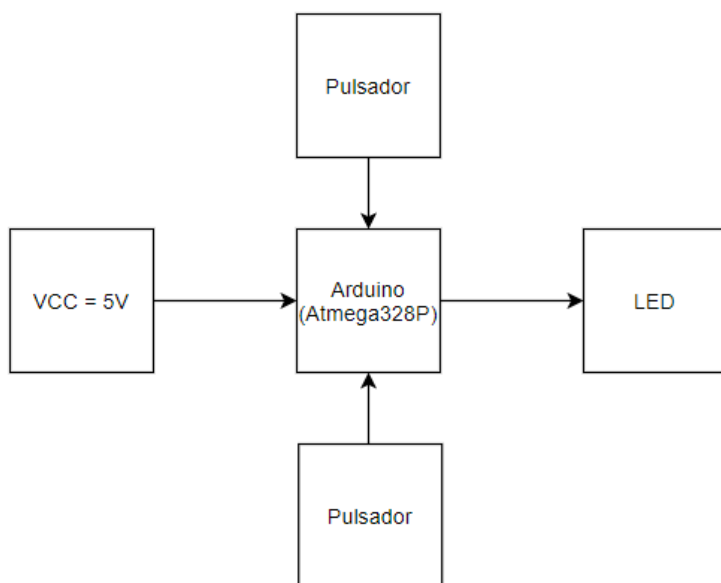 Pulsador
VCC = 5V
Arduino
(Atmega328P)
LED
Pulsador